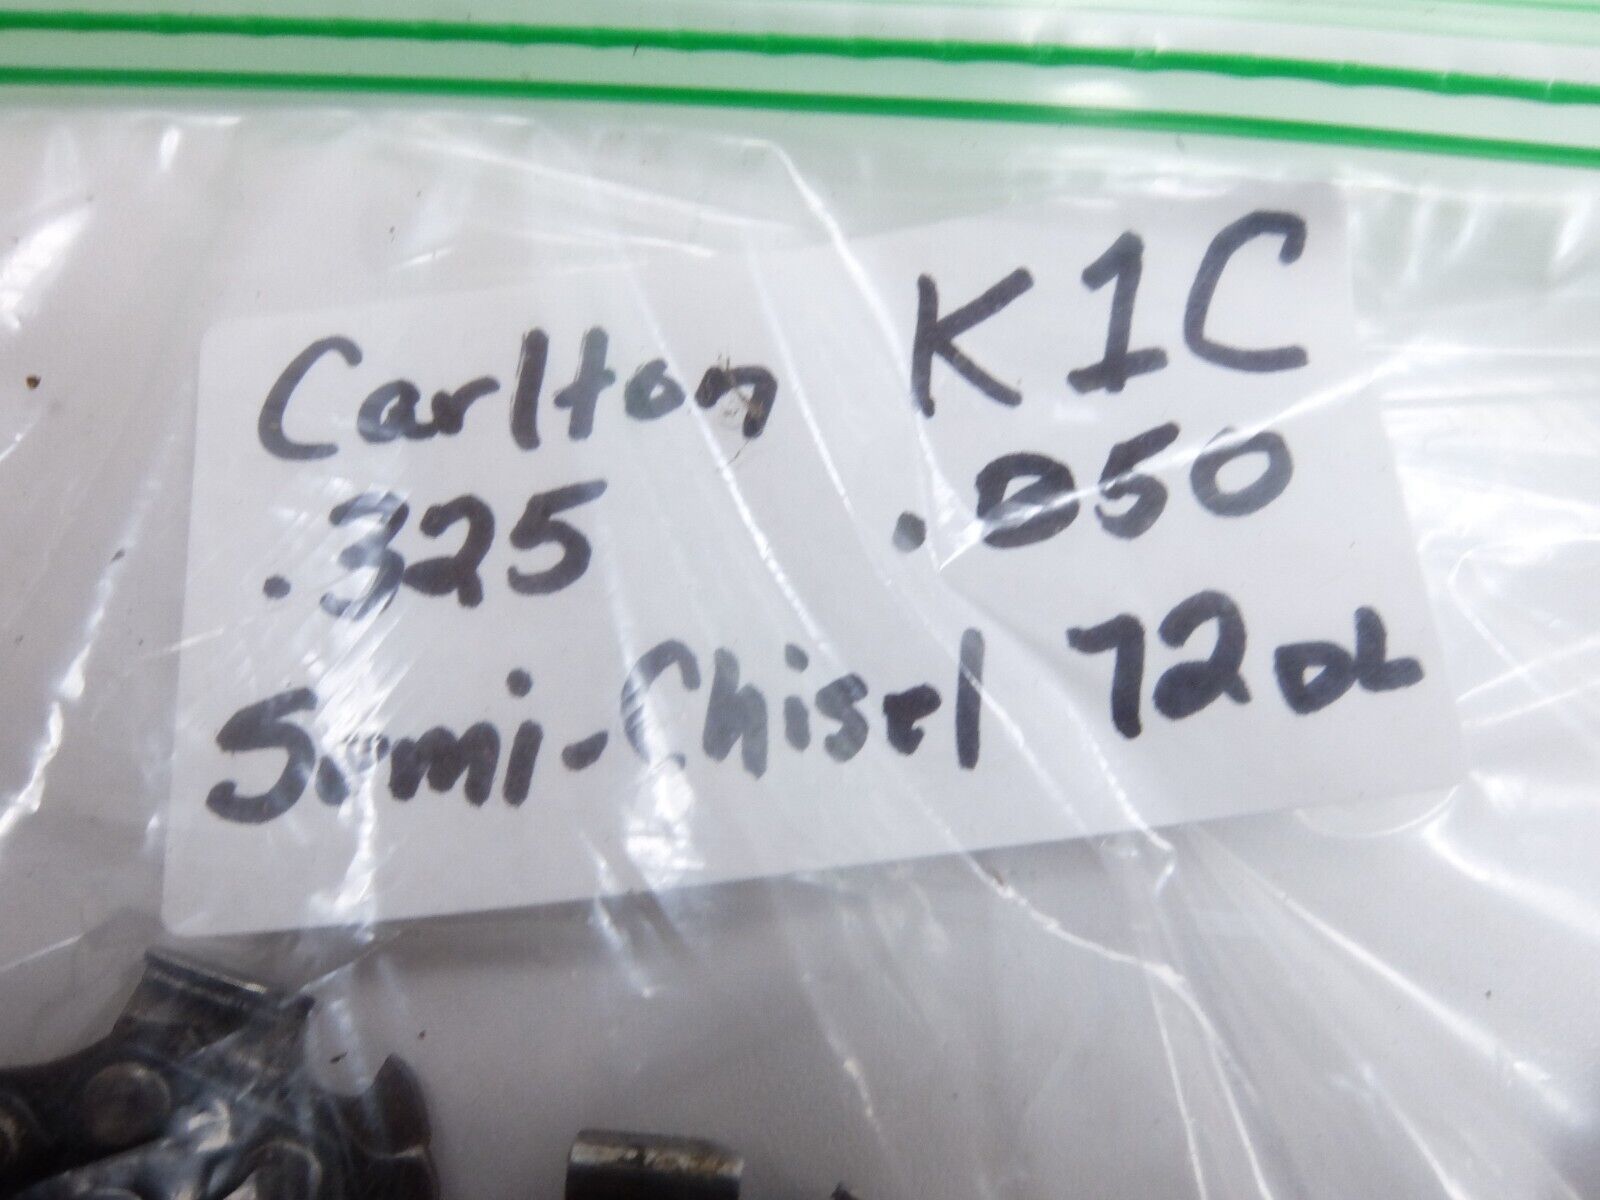 Carlton K1C
.325 .050
Semi-Chisel 72DL